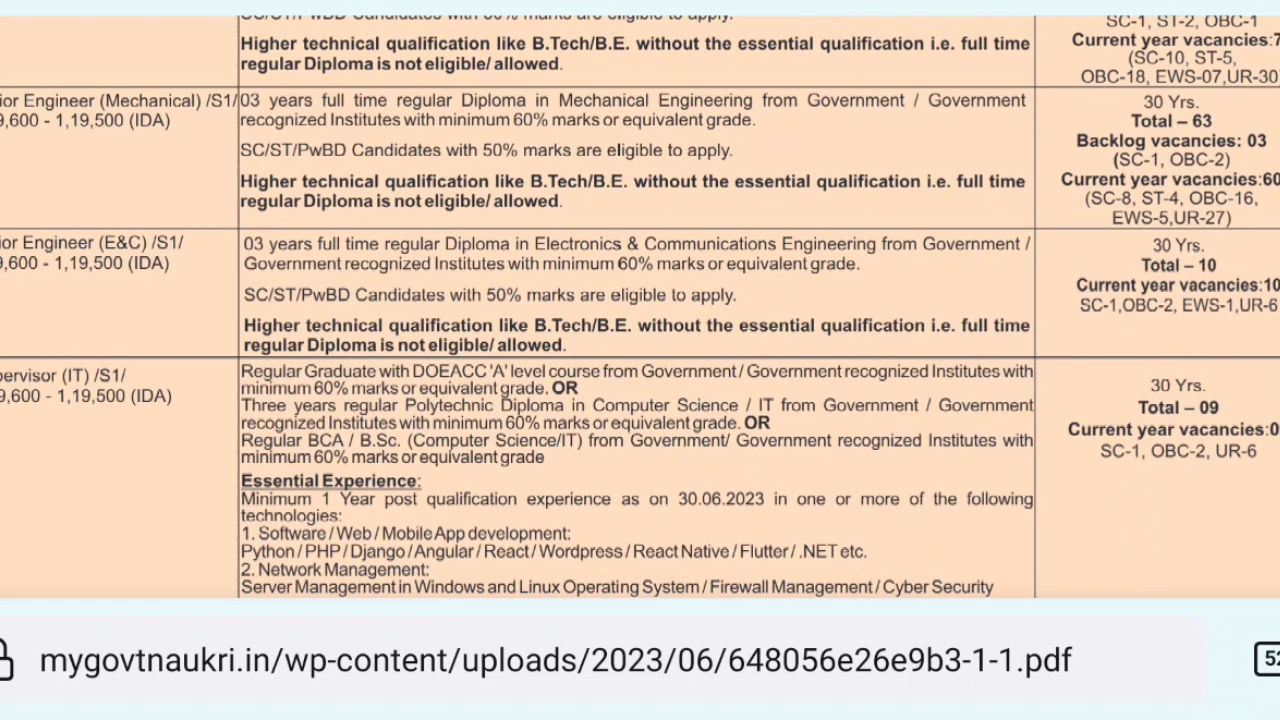 SC/ST/PwBD Candidates with 50% marks are eligible to apply.
Higher technical qualification like B.Tech/B.E. without the essential qualification i.e. full time
regular Diploma is not eligible/ allowed.
SC-1, ST-2, OBC-1
Current year vacancies:7
(SC-10, ST-5,
OBC-18, EWS-07,UR-30
ior Engineer (Mechanical) /S1/
9,600 - 1,19,500 (IDA)
03 years full time regular Diploma in Mechanical Engineering from Government / Government
recognized Institutes with minimum 60% marks or equivalent grade.
SC/ST/PwBD Candidates with 50% marks are eligible to apply.
Higher technical qualification like B.Tech/B.E. without the essential qualification i.e. full time
regular Diploma is not eligible/ allowed.
30 Yrs.
Total – 63
Backlog vacancies: 03
(SC-1, OBC-2)
Current year vacancies:60
(SC-8, ST-4, OBC-16,
EWS-5,UR-27)
ior Engineer (E&C) /S1/
9,600 - 1,19,500 (IDA)
03 years full time regular Diploma in Electronics & Communications Engineering from Government /
Government recognized Institutes with minimum 60% marks or equivalent grade.
SC/ST/PwBD Candidates with 50% marks are eligible to apply.
Higher technical qualification like B.Tech/B.E. without the essential qualification i.e. full time
regular Diploma is not eligible/ allowed.
30 Yrs.
Total – 10
Current year vacancies:10
SC-1,OBC-2, EWS-1,UR-6
pervisor (IT) /S1/
9,600 - 1,19,500 (IDA)
Regular Graduate with DOEACC 'A' level course from Government / Government recognized Institutes with
minimum 60% marks or equivalent grade. OR
Three years regular Polytechnic Diploma in Computer Science / IT from Government / Government
recognized Institutes with minimum 60% marks or equivalent grade. OR
Regular BCA / B.Sc. (Computer Science/IT) from Government/ Government recognized Institutes with
minimum 60% marks or equivalent grade
Essential Experience:
Minimum 1 Year post qualification experience as on 30.06.2023 in one or more of the following
technologies:
1. Software / Web / Mobile App development:
Python / PHP / Django / Angular / React / Wordpress / React Native / Flutter / .NET etc.
2. Network Management:
Server Management in Windows and Linux Operating System / Firewall Management / Cyber Security
30 Yrs.
Total – 09
Current year vacancies:0
SC-1, OBC-2, UR-6
mygovtnaukri.in/wp-content/uploads/2023/06/648056e26e9b3-1-1.pdf
52